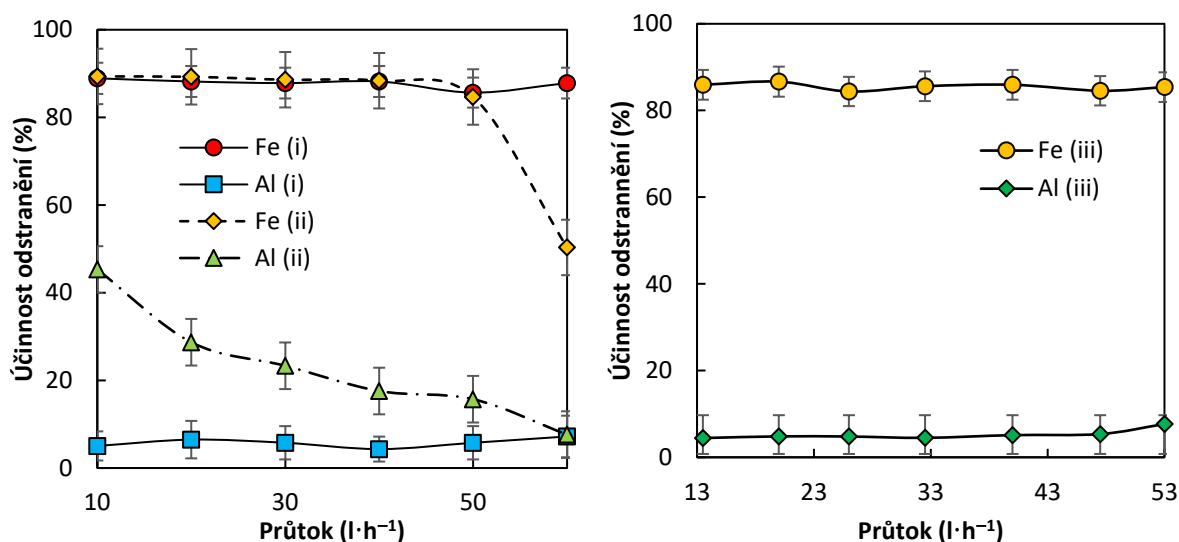 Účinnost odstranění (%)
100
80
60
40
20
0
Fe (i)
Al (i)
Fe (ii)
Al (ii)
10
30
50
Průtok (l·h⁻¹)
Účinnost odstrannění (%)
100
80
60
40
20
0
Fe (iii)
Al (iii)
13
23
33
43
53
Průtok (l·h⁻¹)